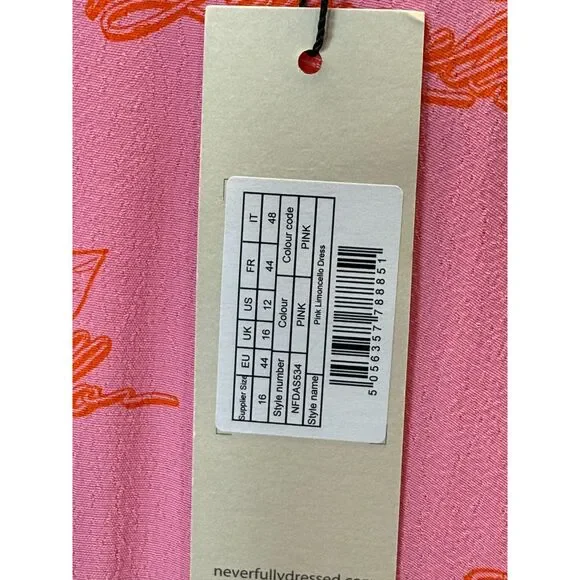 Supplier Size EU UK US FR IT
16 44 16 12 44 48
Style number Colour Colour code
NFDAS534 PINK PINK
Style name Pink Limoncello Dress
5 056357 788851
neverfullydressed.co